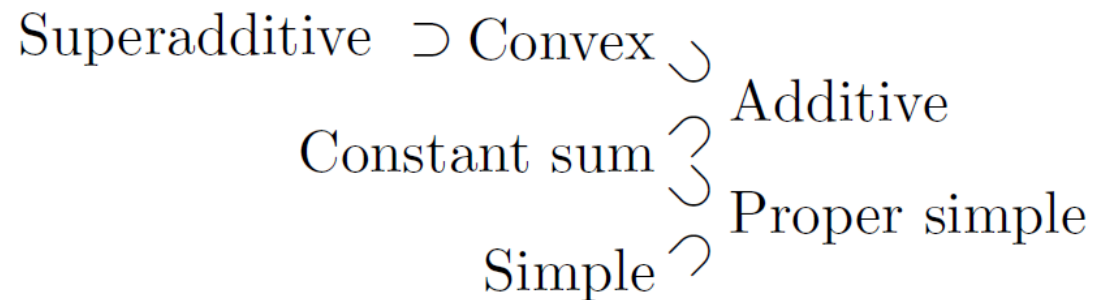 Superadditive ⊃ Convex
Additive
Constant sum
Proper simple
Simple